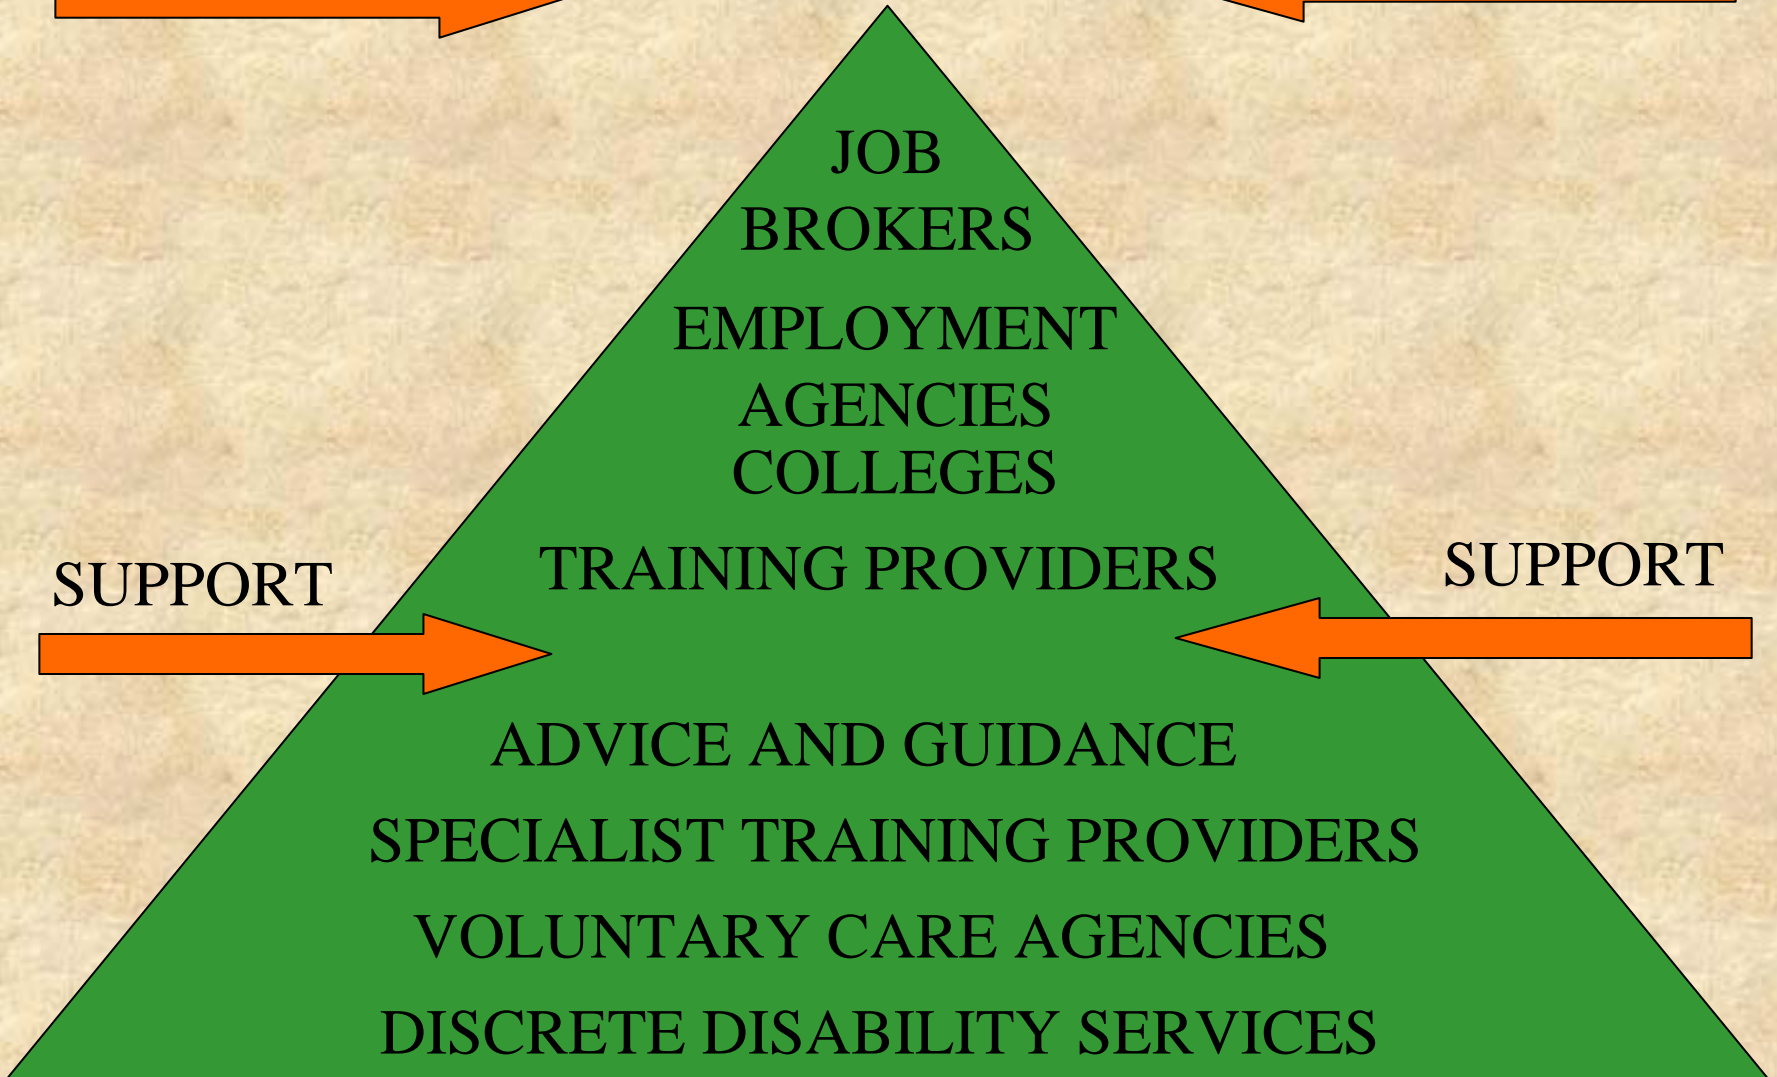 JOB
BROKERS
EMPLOYMENT
AGENCIES
COLLEGES
TRAINING PROVIDERS
SUPPORT
SUPPORT
ADVICE AND GUIDANCE
SPECIALIST TRAINING PROVIDERS
VOLUNTARY CARE AGENCIES
DISCRETE DISABILITY SERVICES